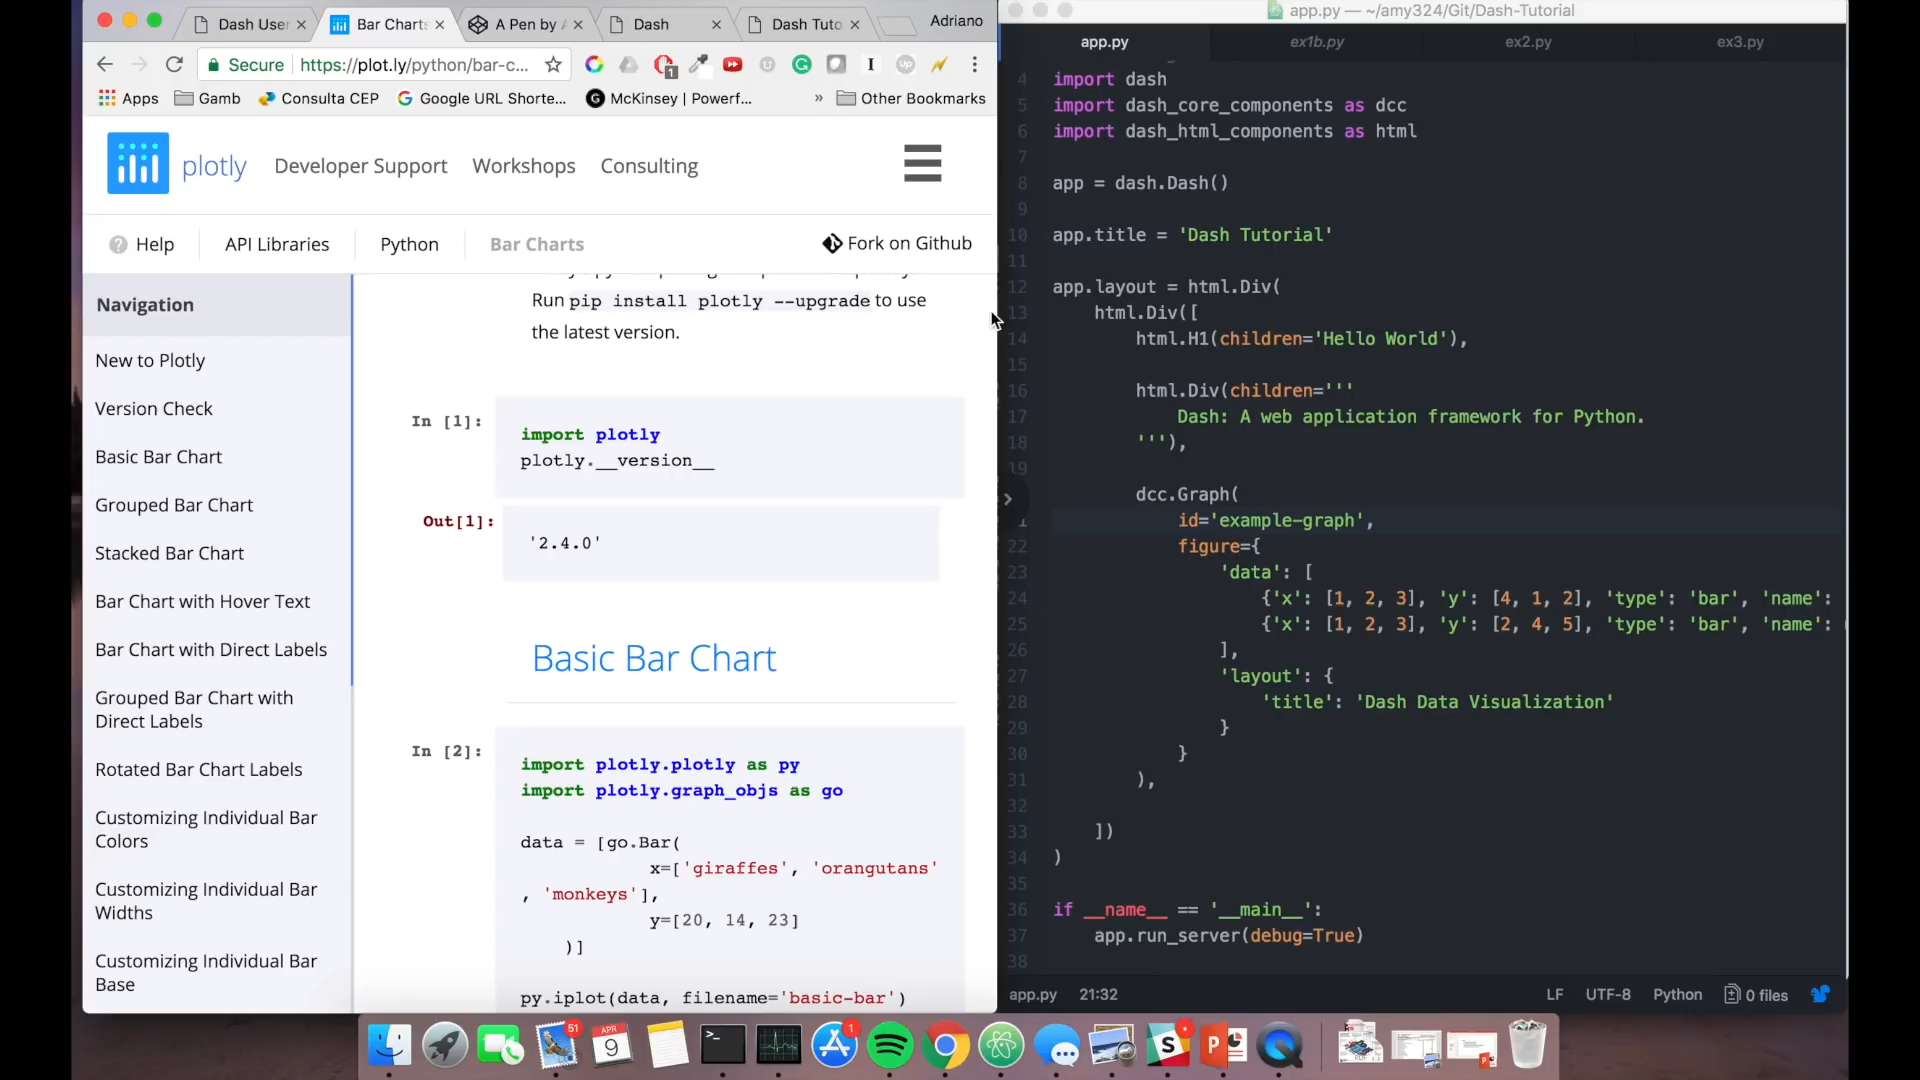 Dash User
Bar Charts
A Pen by
Dash
Dash Tuto
Adriano
Secure
https://plot.ly/python/bar-c...
1
Apps
Gamb
Consulta CEP
Google URL Shorte...
McKinsey | Powerf...
»
Other Bookmarks
plotly
Developer Support
Workshops
Consulting
Help
API Libraries
Python
Bar Charts
Fork on Github
Navigation
New to Plotly
Version Check
Basic Bar Chart
Grouped Bar Chart
Stacked Bar Chart
Bar Chart with Hover Text
Bar Chart with Direct Labels
Grouped Bar Chart with
Direct Labels
Rotated Bar Chart Labels
Customizing Individual Bar
Colors
Customizing Individual Bar
Widths
Customizing Individual Bar
Base
Run pip install plotly --upgrade to use
the latest version.
In [1]:
import plotly
plotly.__version__
Out[1]:
'2.4.0'
Basic Bar Chart
In [2]:
import plotly.plotly as py
import plotly.graph_objs as go
data = [go.Bar(
x=['giraffes', 'orangutans'
, 'monkeys'],
y=[20, 14, 23]
)]
py.iplot(data, filename='basic-bar')
app.py — ~/amy324/Git/Dash-Tutorial
app.py
ex1b.py
ex2.py
ex3.py
4 import dash
5 import dash_core_components as dcc
6 import dash_html_components as html
7
8 app = dash.Dash()
9
10 app.title = 'Dash Tutorial'
11
12 app.layout = html.Div(
13 html.Div([
14 html.H1(children='Hello World'),
15
16 html.Div(children='''
17 Dash: A web application framework for Python.
18 '''),
19
dcc.Graph(
id='example-graph',
22 figure={
23 'data': [
24 {'x': [1, 2, 3], 'y': [4, 1, 2], 'type': 'bar', 'name':
25 {'x': [1, 2, 3], 'y': [2, 4, 5], 'type': 'bar', 'name':
26 ],
27 'layout': {
28 'title': 'Dash Data Visualization'
29 }
30 }
31 ),
32
33 ])
34 )
35
36 if __name__ == '__main__':
37 app.run_server(debug=True)
38
app.py 21:32
LF UTF-8 Python 0 files
51
APR
9
1